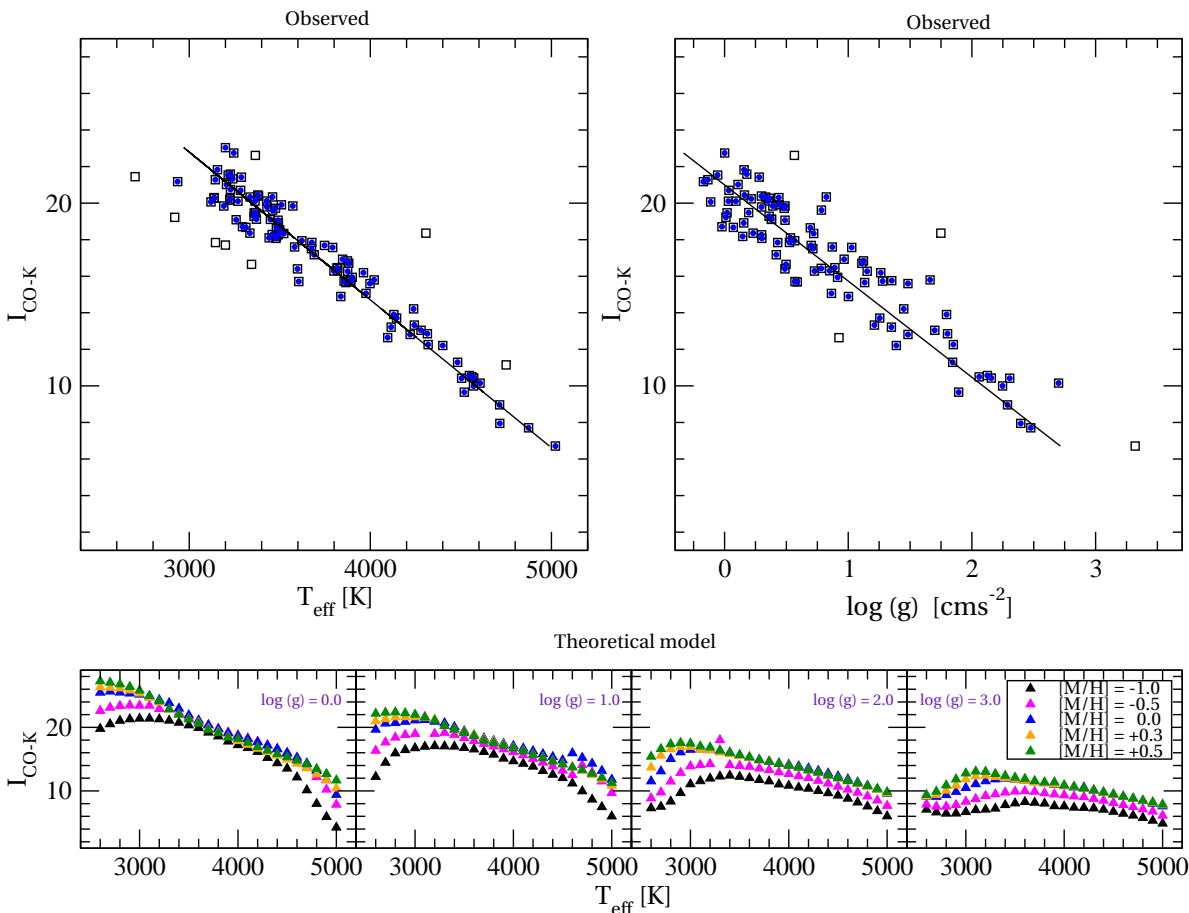 Observed
Observed
20
10
I_CO-K
3000
4000
5000
T_eff [K]
20
10
I_CO-K
0
1
2
3
log (g) [cms^-2]
Theoretical model
log (g) = 0.0
log (g) = 1.0
log (g) = 2.0
log (g) = 3.0
[M/H] = -1.0
[M/H] = -0.5
[M/H] = 0.0
[M/H] = +0.3
[M/H] = +0.5
20
10
I_CO-K
3000 4000 5000
3000 4000 5000
3000 4000 5000
3000 4000 5000
T_eff [K]